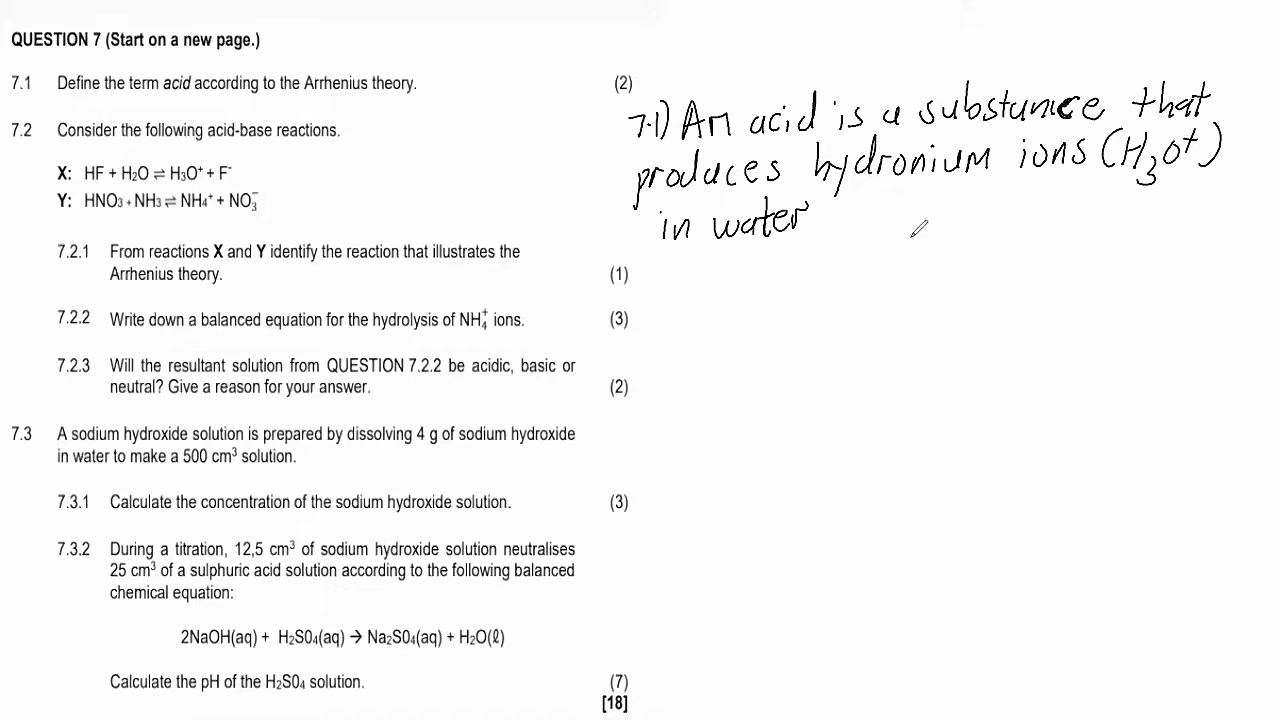 QUESTION 7 (Start on a new page.)
7.1 Define the term acid according to the Arrhenius theory. (2)
7.2 Consider the following acid-base reactions.
X: HF + H₂O ⇌ H₃O⁺ + F⁻
Y: HNO₃ + NH₃ ⇌ NH₄⁺ + NO₃⁻
7.2.1 From reactions X and Y identify the reaction that illustrates the
Arrhenius theory. (1)
7.2.2 Write down a balanced equation for the hydrolysis of NH₄⁺ ions. (3)
7.2.3 Will the resultant solution from QUESTION 7.2.2 be acidic, basic or
neutral? Give a reason for your answer. (2)
7.3 A sodium hydroxide solution is prepared by dissolving 4 g of sodium hydroxide
in water to make a 500 cm³ solution.
7.3.1 Calculate the concentration of the sodium hydroxide solution. (3)
7.3.2 During a titration, 12,5 cm³ of sodium hydroxide solution neutralises
25 cm³ of a sulphuric acid solution according to the following balanced
chemical equation:
2NaOH(aq) + H₂S0₄(aq) → Na₂S0₄(aq) + H₂O(ℓ)
Calculate the pH of the H₂S0₄ solution. (7)
[18]
7.1) An acid is a substance that
produces hydronium ions (H₃O⁺)
in water